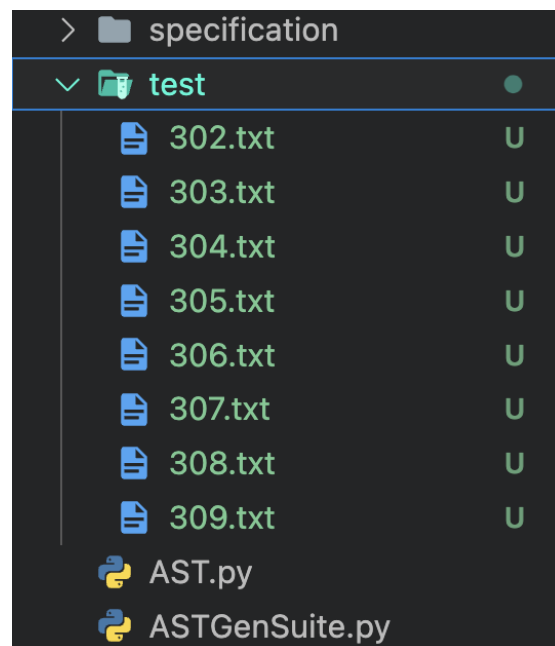 specification
test
302.txt U
303.txt U
304.txt U
305.txt U
306.txt U
307.txt U
308.txt U
309.txt U
AST.py
ASTGenSuite.py